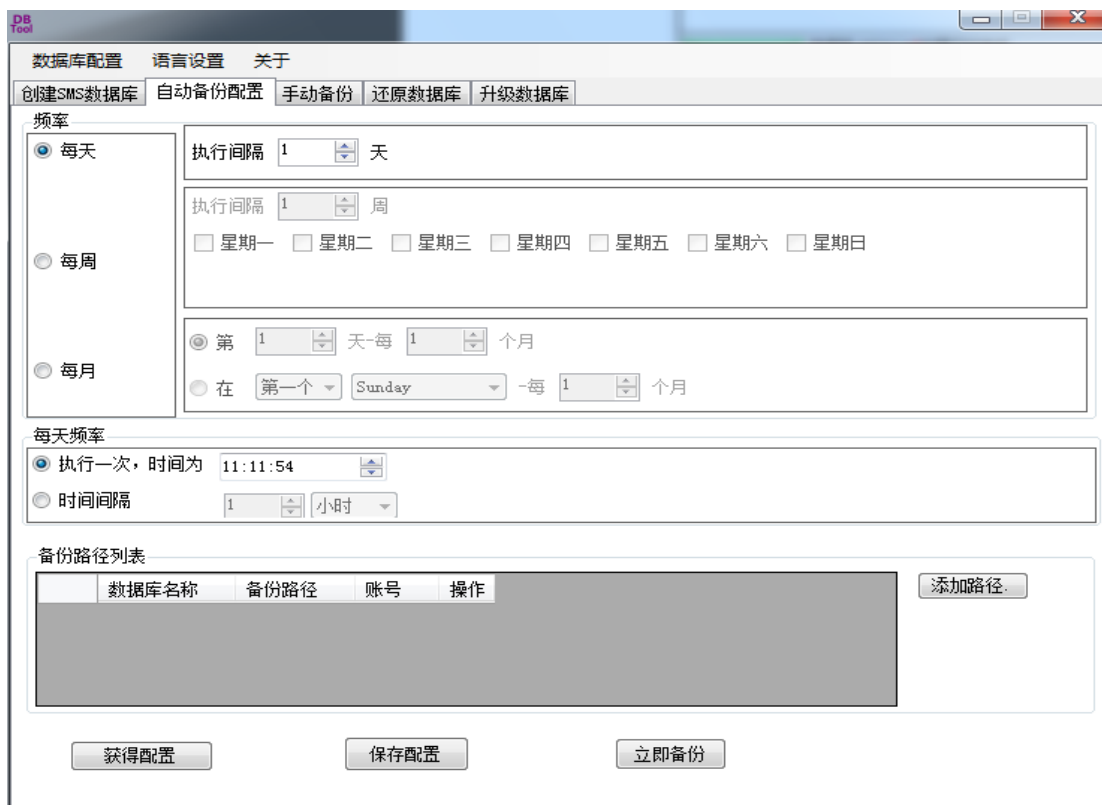 DB
Tool
数据库配置 语言设置 关于
创建SMS数据库 自动备份配置 手动备份 还原数据库 升级数据库
频率
每天
执行间隔 1 天
执行间隔 1 周
星期一 星期二 星期三 星期四 星期五 星期六 星期日
每周
第 1 天-每 1 个月
每月
在 第一个 Sunday -每 1 个月
每天频率
执行一次，时间为 11:11:54
时间间隔 1 小时
备份路径列表
数据库名称 备份路径 账号 操作
添加路径.
获得配置 保存配置 立即备份